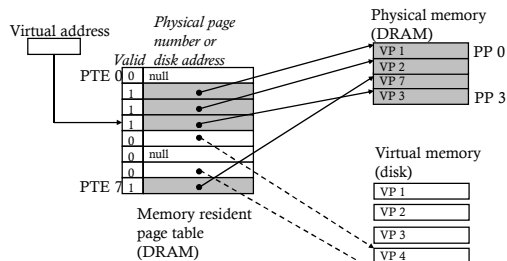 Virtual address
Physical page
number or
Valid disk address
PTE 0 0 null
1
1
1
0
0 null
0
PTE 7 1
Memory resident
page table
(DRAM)
Physical memory
(DRAM)
VP 1 PP 0
VP 2
VP 7
VP 3 PP 3
Virtual memory
(disk)
VP 1
VP 2
VP 3
VP 4